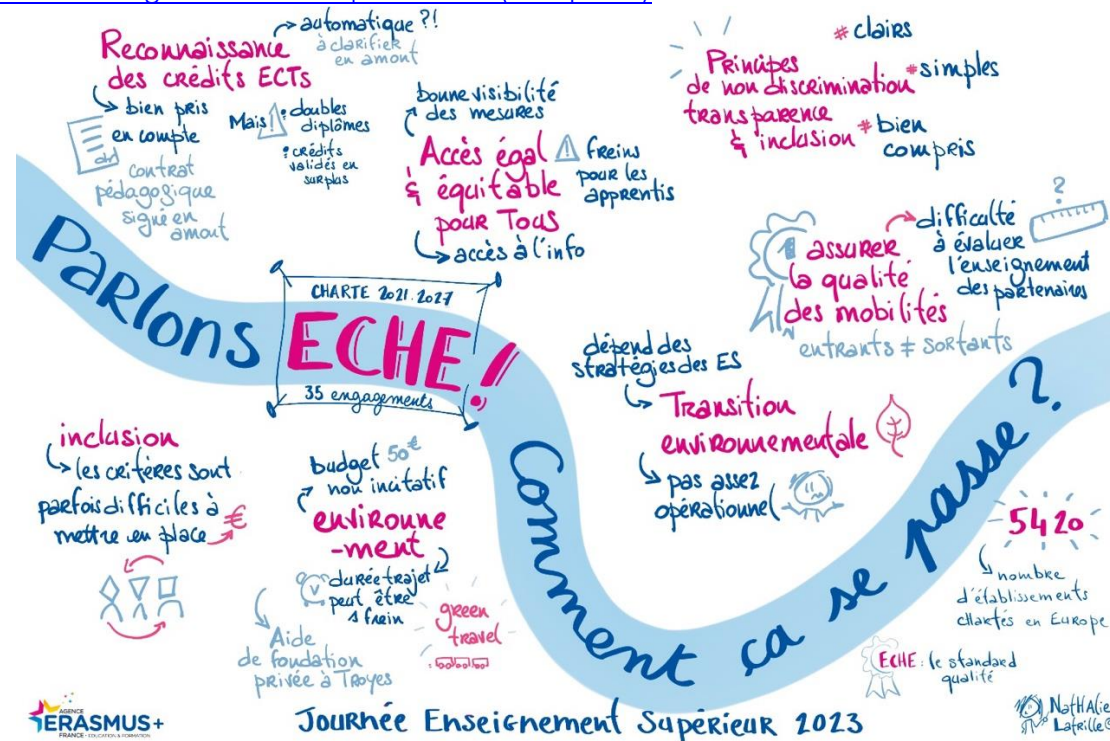 Reconnaissance
des crédits ECTs
automatique ?!
à clarifier
en amont
bien pris
en compte
contrat
pédagogique
signé en
amont
Mais
doubles
diplômes
crédits
validés en
surplus
bonne visibilité
des mesures
Accès égal
& équitable
pour Tous
accès à l'info
freins
pour les
apprentis
Principes
de non discrimination
transparence
& inclusion
# clairs
# simples
# bien
compris
assurer
la qualité
des mobilités
entrants ≠ sortants
difficulté
à évaluer
l'enseignement
des partenaires
?
Parlons
CHARTE 2021.2027
ECHE !
35 engagements
Comment ça se passe ?
dépend des
stratégies des ES
Transition
environnementale
pas assez
opérationnel
inclusion
les critères sont
parfois difficiles à
mettre en place
€
budget 50€
non incitatif
environne
-ment
durée trajet
peut être
1 frein
green
travel
Aide
de fondation
privée à Troyes
5420
nombre
d'établissements
chartés en Europe
ECHE : le standard
qualité
AGENCE
ERASMUS+
FRANCE - EDUCATION & FORMATION
Journée Enseignement Supérieur 2023
NatHAlie
Latrille©